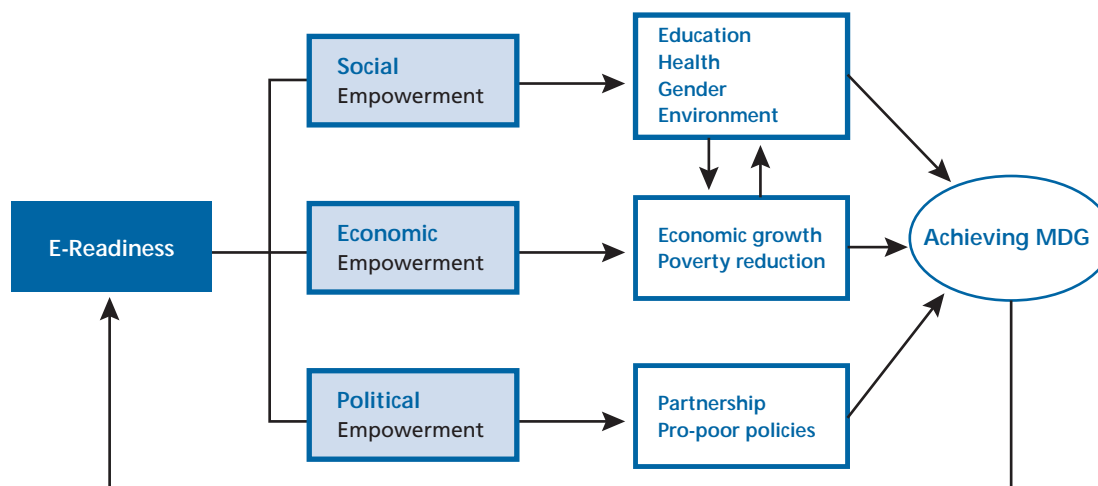 E-Readiness
Social
Empowerment
Education
Health
Gender
Environment
Economic
Empowerment
Economic growth
Poverty reduction
Achieving MDG
Political
Empowerment
Partnership
Pro-poor policies